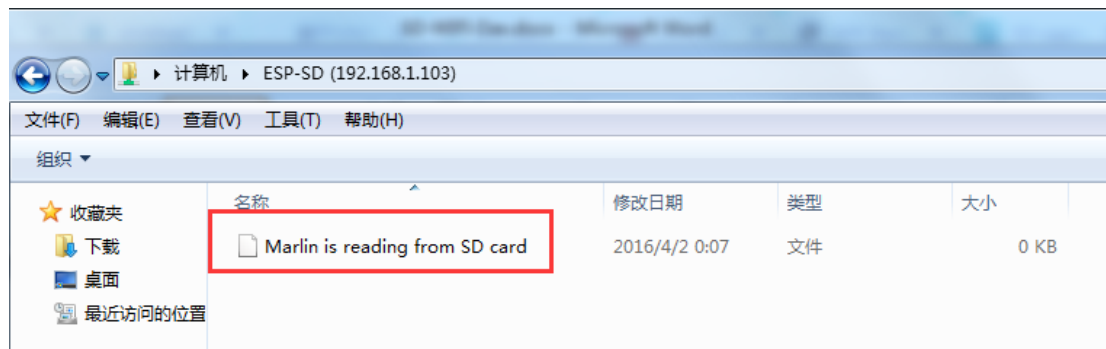 计算机 ▸ ESP-SD (192.168.1.103)
文件(F) 编辑(E) 查看(V) 工具(T) 帮助(H)
组织
名称 修改日期 类型 大小
收藏夹
Marlin is reading from SD card 2016/4/2 0:07 文件 0 KB
下载
桌面
最近访问的位置